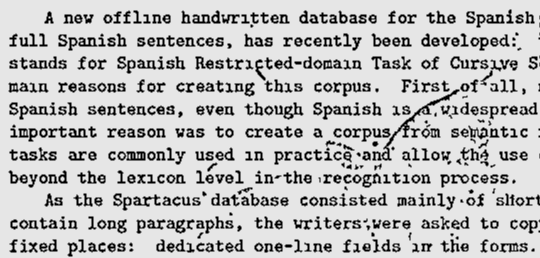 A new offline handwritten database for the Spanish
full Spanish sentences, has recently been developed:
stands for Spanish Restricted-domain Task of Cursive
main reasons for creating this corpus. First of all,
Spanish sentences, even though Spanish is a widespread
important reason was to create a corpus from semantic
tasks are commonly used in practice and allow the use
beyond the lexicon level in the recognition process.
As the Spartacus database consisted mainly of short
contain long paragraphs, the writers were asked to copy
fixed places: dedicated one-line fields in the forms.